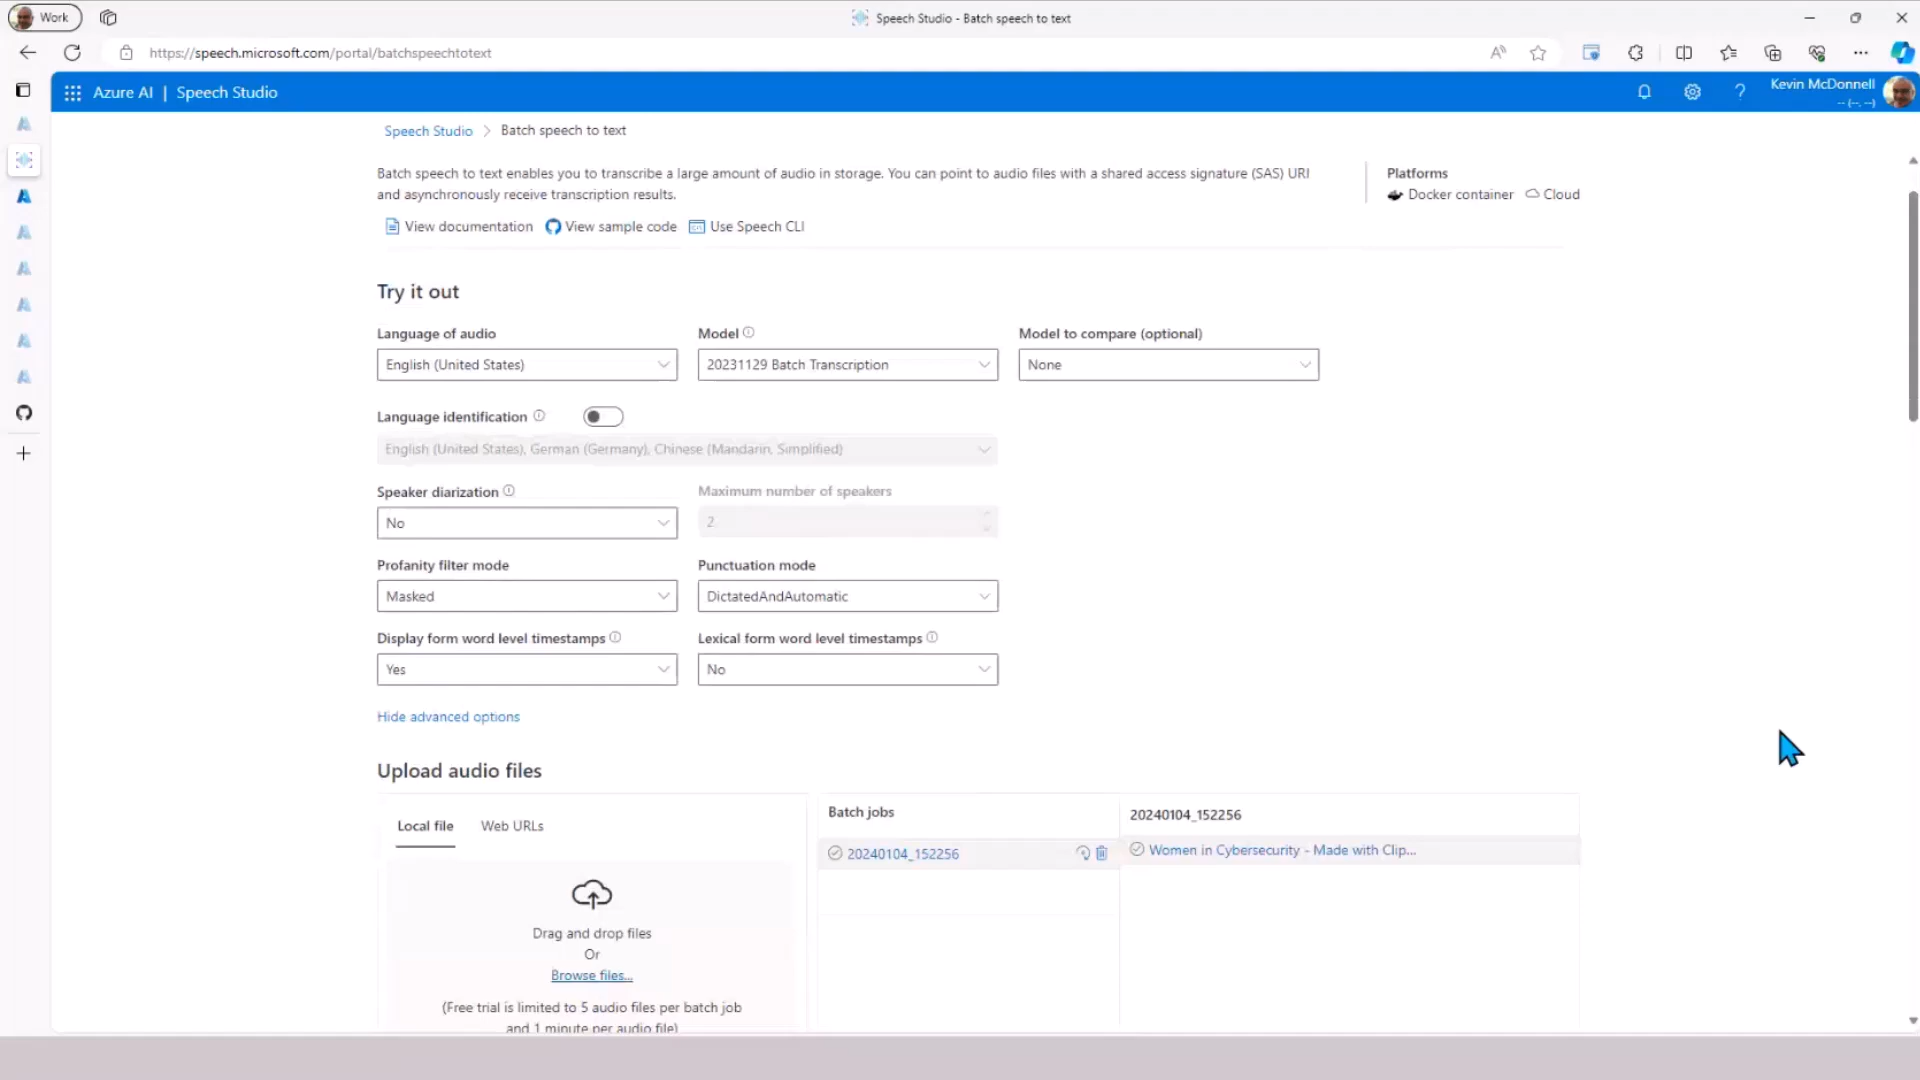 Work
Speech Studio - Batch speech to text
https://speech.microsoft.com/portal/batchspeechtotext
Azure AI | Speech Studio
Kevin McDonnell
-- (--, --)
Speech Studio > Batch speech to text
Batch speech to text enables you to transcribe a large amount of audio in storage. You can point to audio files with a shared access signature (SAS) URI
and asynchronously receive transcription results.
Platforms
Docker container Cloud
View documentation View sample code Use Speech CLI
Try it out
Language of audio Model Model to compare (optional)
English (United States) 20231129 Batch Transcription None
Language identification
English (United States), German (Germany), Chinese (Mandarin, Simplified)
Speaker diarization Maximum number of speakers
No 2
Profanity filter mode Punctuation mode
Masked DictatedAndAutomatic
Display form word level timestamps Lexical form word level timestamps
Yes No
Hide advanced options
Upload audio files
Local file Web URLs
Drag and drop files
Or
Browse files...
(Free trial is limited to 5 audio files per batch job
and 1 minute per audio file)
Batch jobs
20240104_152256
20240104_152256
Women in Cybersecurity - Made with Clip...